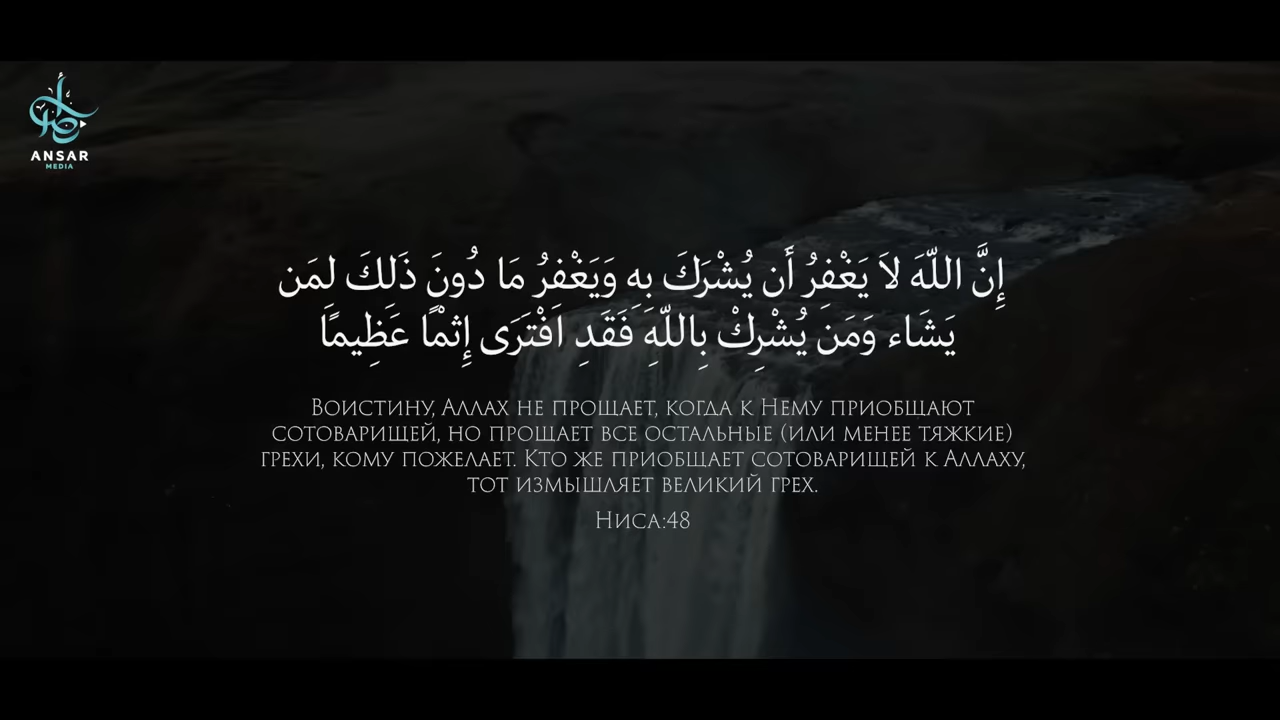 ANSAR
MEDIA
إِنَّ اللّهَ لاَ يَغْفِرُ أَن يُشْرَكَ بِهِ وَيَغْفِرُ مَا دُونَ ذَلِكَ لِمَن
يَشَاء وَمَن يُشْرِكْ بِاللّهِ فَقَدِ افْتَرَى إِثْمًا عَظِيمًا
Воистину, Аллах не прощает, когда к Нему приобщают
сотоварищей, но прощает все остальные (или менее тяжкие)
грехи, кому пожелает. Кто же приобщает сотоварищей к Аллаху,
тот измышляет великий грех.
Ниса:48